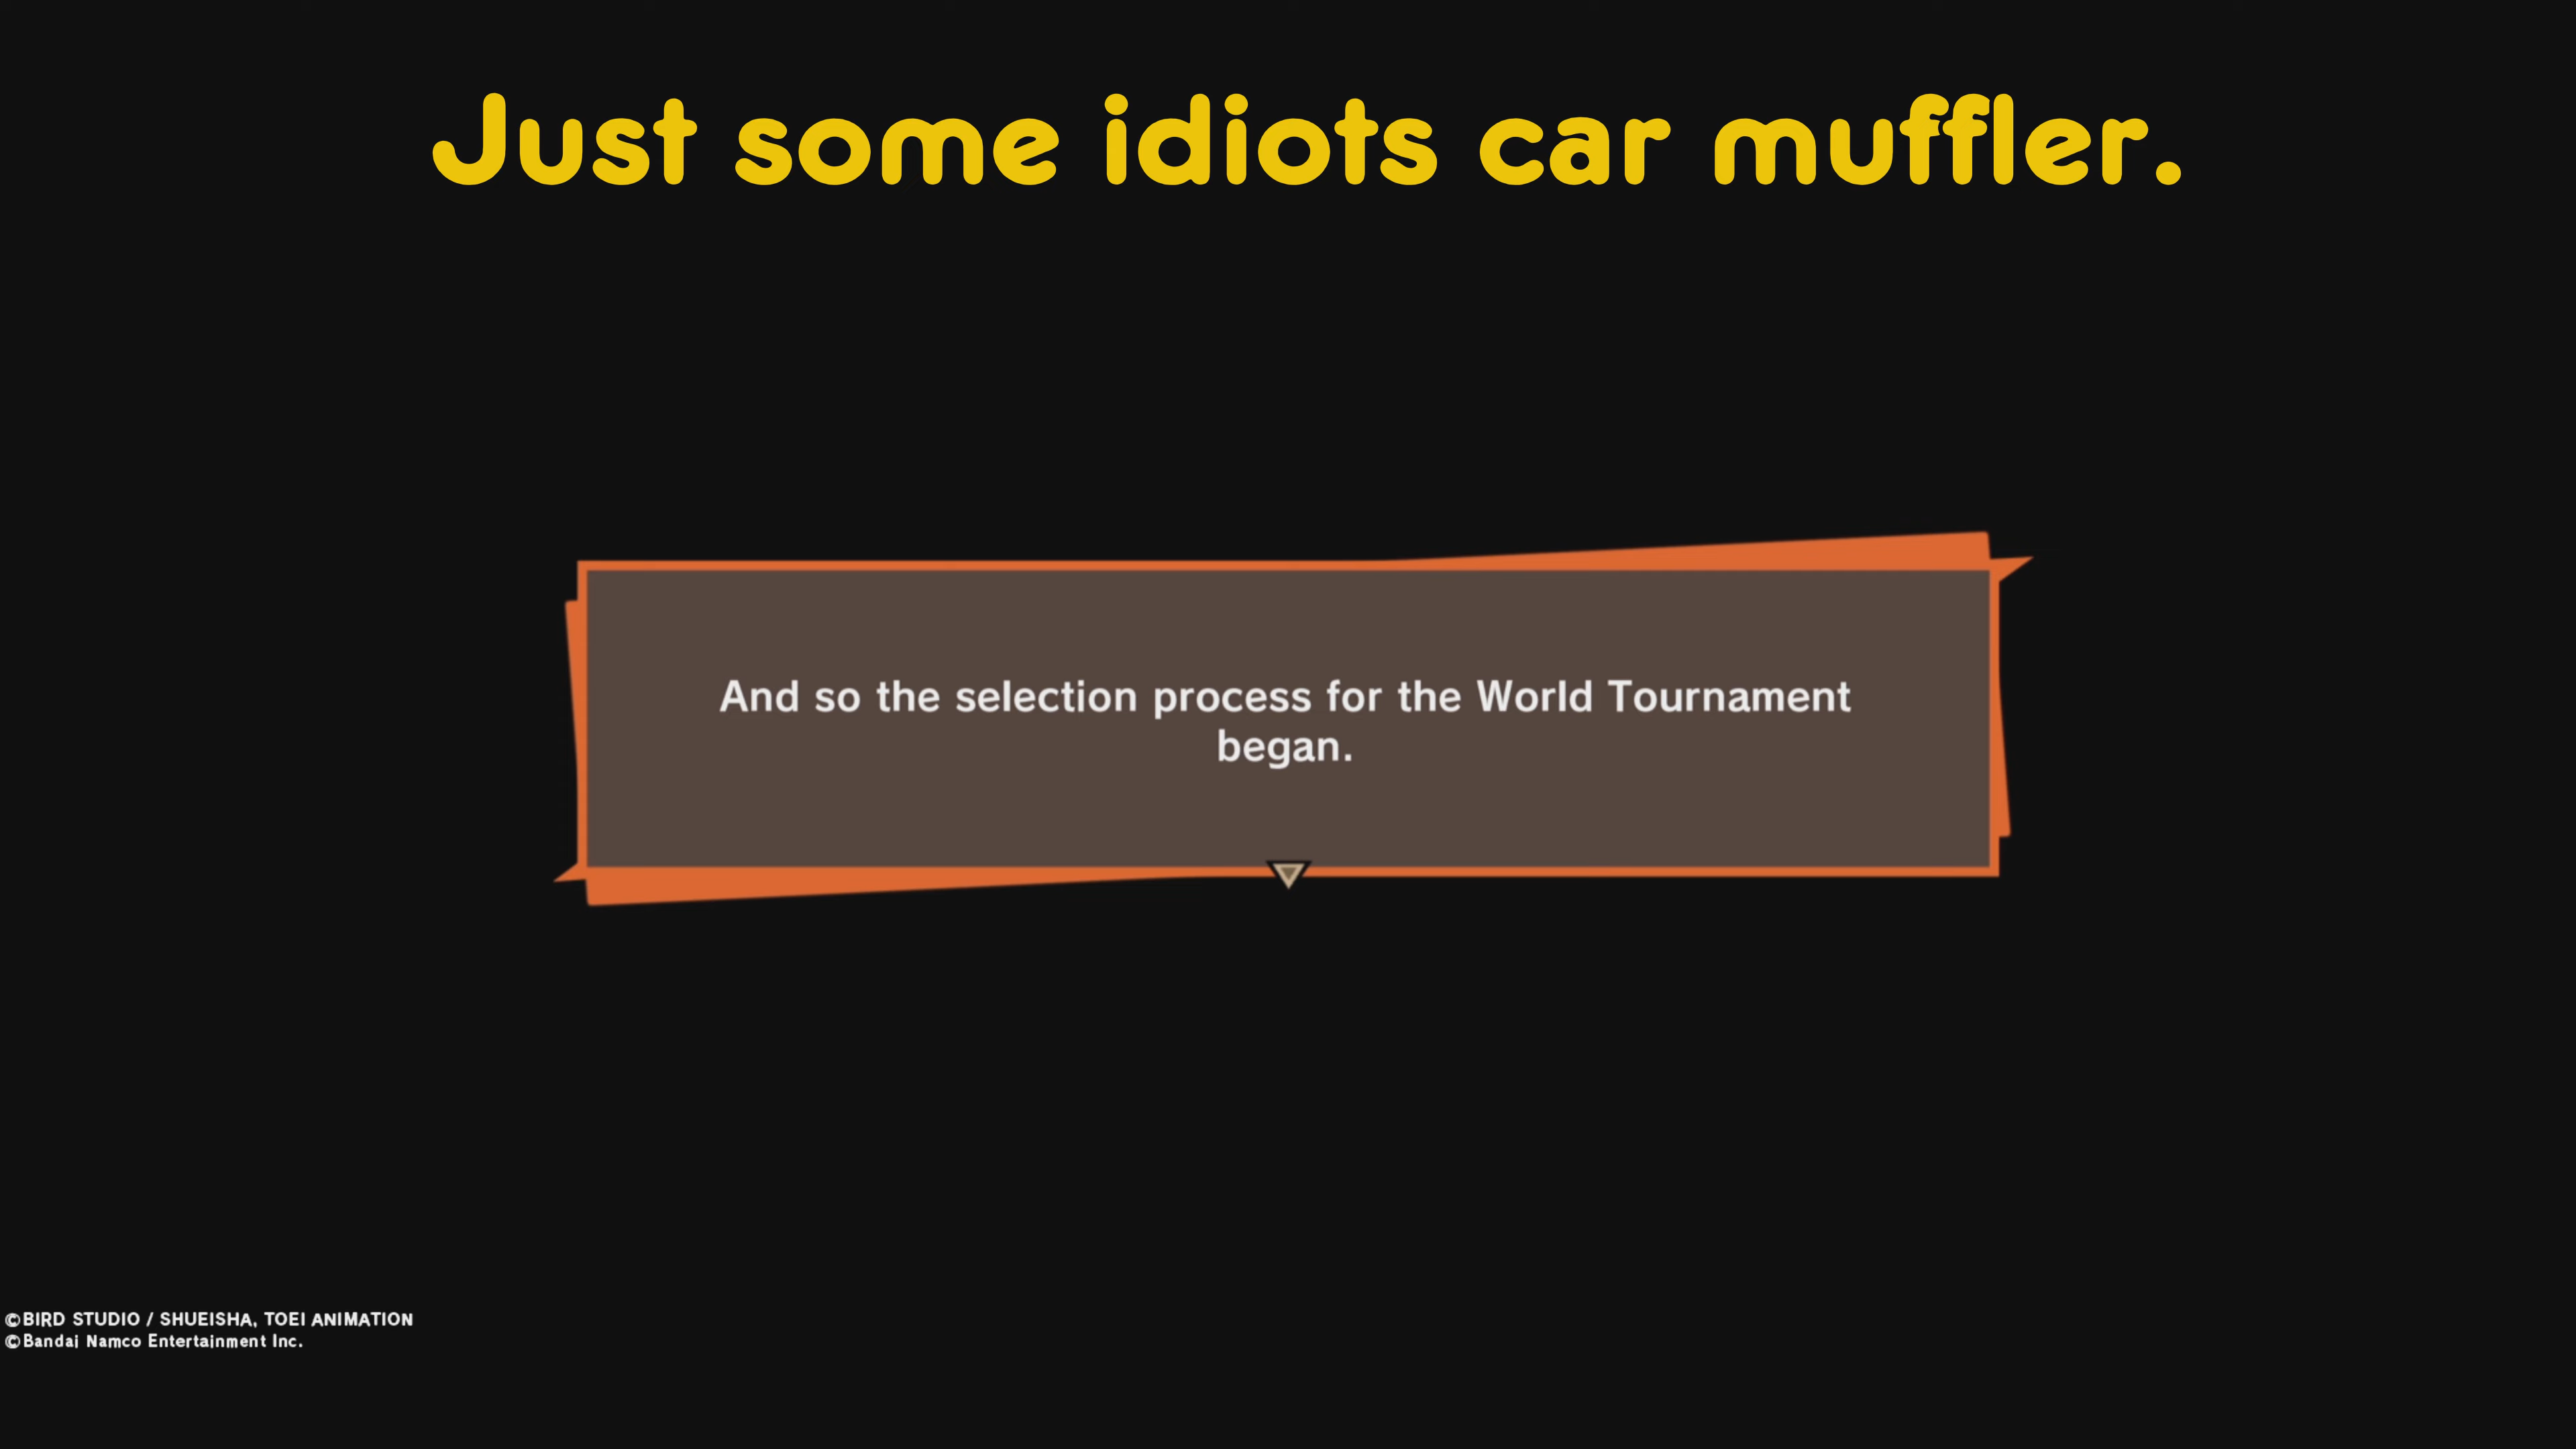 Just some idiots car muffler.
And so the selection process for the World Tournament
began.
©BIRD STUDIO / SHUEISHA, TOEI ANIMATION
©Bandai Namco Entertainment Inc.